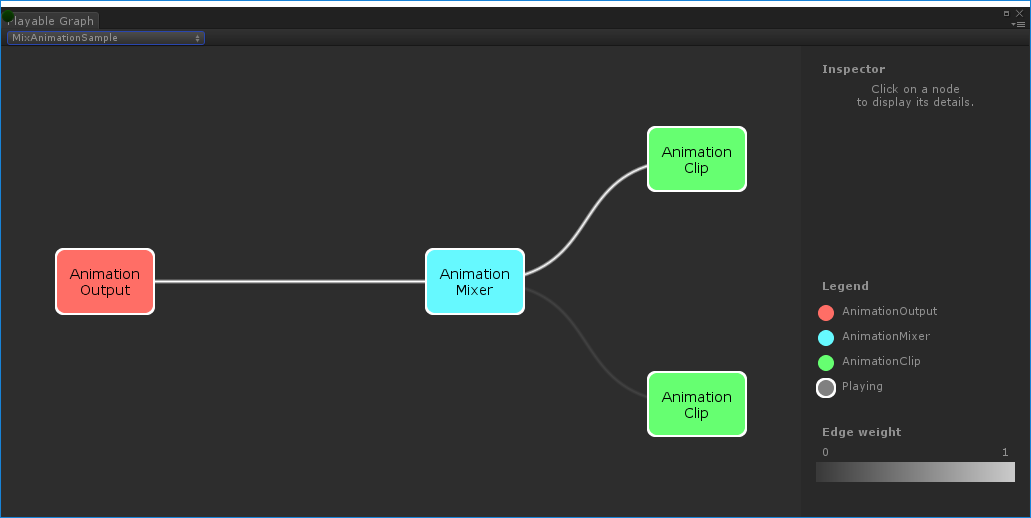 Playable Graph
MixAnimationSample
Inspector
Click on a node
to display its details.
Animation
Clip
Animation
Output
Animation
Mixer
Animation
Clip
Legend
AnimationOutput
AnimationMixer
AnimationClip
Playing
Edge weight
0 1